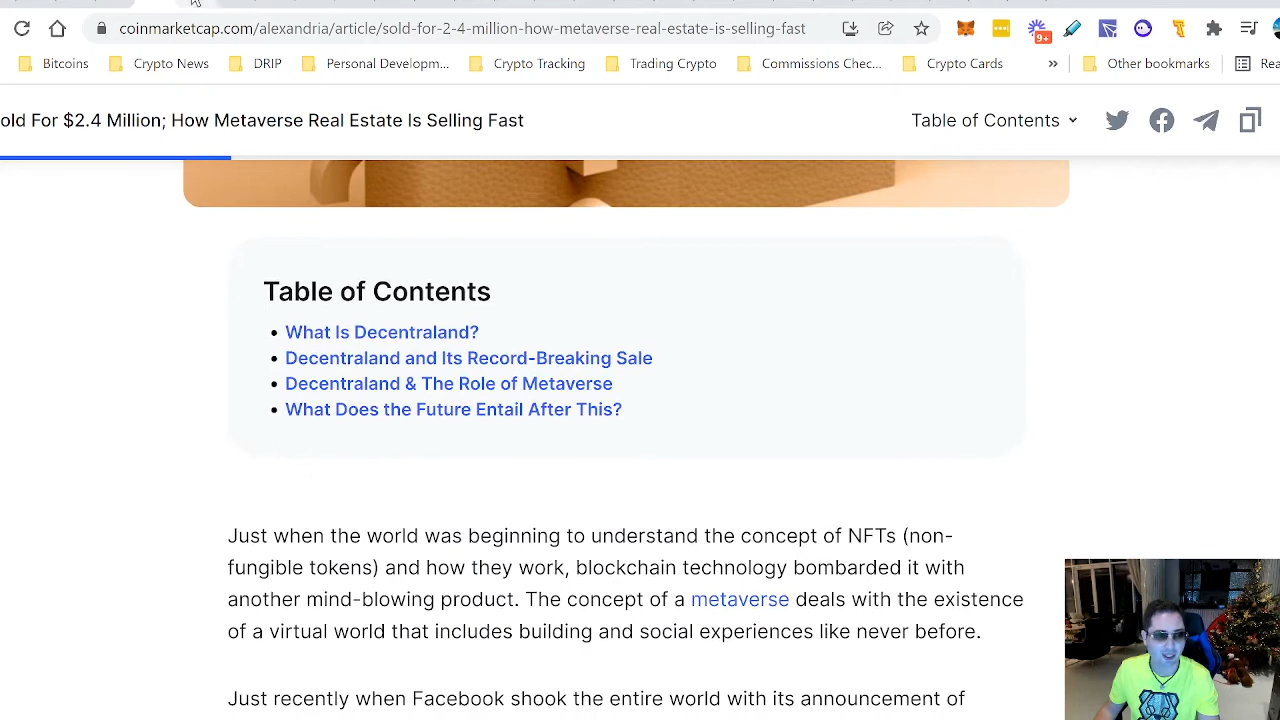 coinmarketcap.com/alexandria/article/sold-for-2-4-million-how-metaverse-real-estate-is-selling-fast
9+
Bitcoins Crypto News DRIP Personal Developm... Crypto Tracking Trading Crypto Commissions Chec... Crypto Cards » Other bookmarks Rea
old For $2.4 Million; How Metaverse Real Estate Is Selling Fast
Table of Contents
Table of Contents
• What Is Decentraland?
• Decentraland and Its Record-Breaking Sale
• Decentraland & The Role of Metaverse
• What Does the Future Entail After This?
Just when the world was beginning to understand the concept of NFTs (non-
fungible tokens) and how they work, blockchain technology bombarded it with
another mind-blowing product. The concept of a metaverse deals with the existence
of a virtual world that includes building and social experiences like never before.
Just recently when Facebook shook the entire world with its announcement of